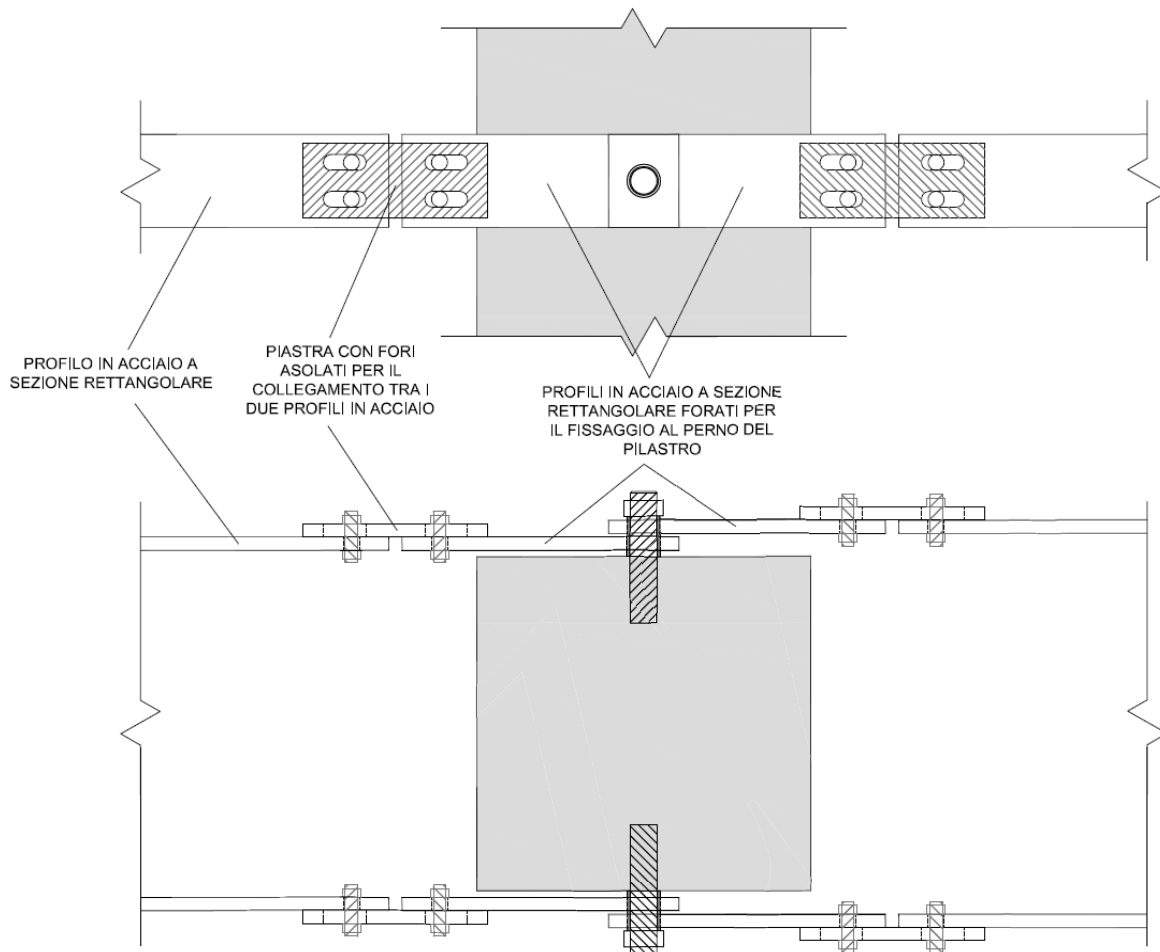 PROFILO IN ACCIAIO A
SEZIONE RETTANGOLARE
PIASTRA CON FORI
ASOLATI PER IL
COLLEGAMENTO TRA I
DUE PROFILI IN ACCIAIO
PROFILI IN ACCIAIO A SEZIONE
RETTANGOLARE FORATI PER
IL FISSAGGIO AL PERNO DEL
PILASTRO